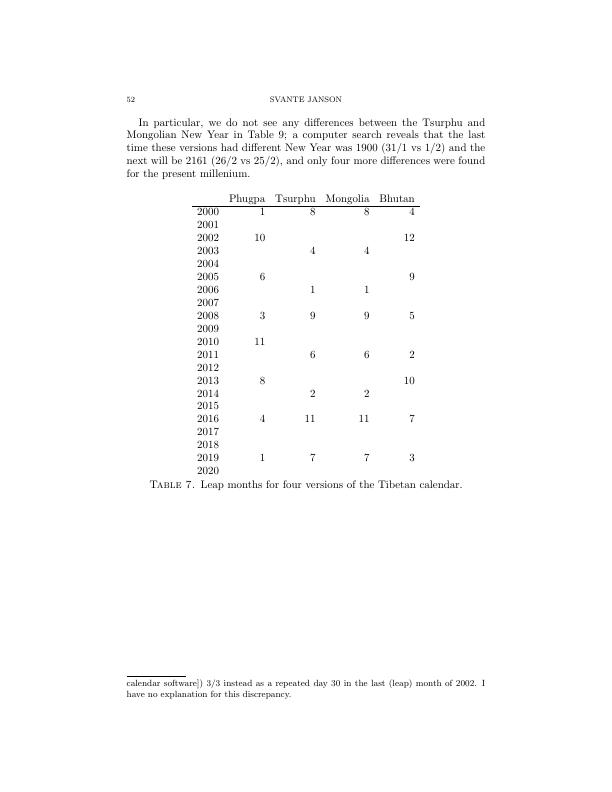 52 SVANTE JANSON
In particular, we do not see any differences between the Tsurphu and
Mongolian New Year in Table 9; a computer search reveals that the last
time these versions had different New Year was 1900 (31/1 vs 1/2) and the
next will be 2161 (26/2 vs 25/2), and only four more differences were found
for the present millenium.
Phugpa Tsurphu Mongolia Bhutan
2000 1 8 8 4
2001
2002 10 12
2003 4 4
2004
2005 6 9
2006 1 1
2007
2008 3 9 9 5
2009
2010 11
2011 6 6 2
2012
2013 8 10
2014 2 2
2015
2016 4 11 11 7
2017
2018
2019 1 7 7 3
2020
TABLE 7. Leap months for four versions of the Tibetan calendar.
calendar software]) 3/3 instead as a repeated day 30 in the last (leap) month of 2002. I
have no explanation for this discrepancy.